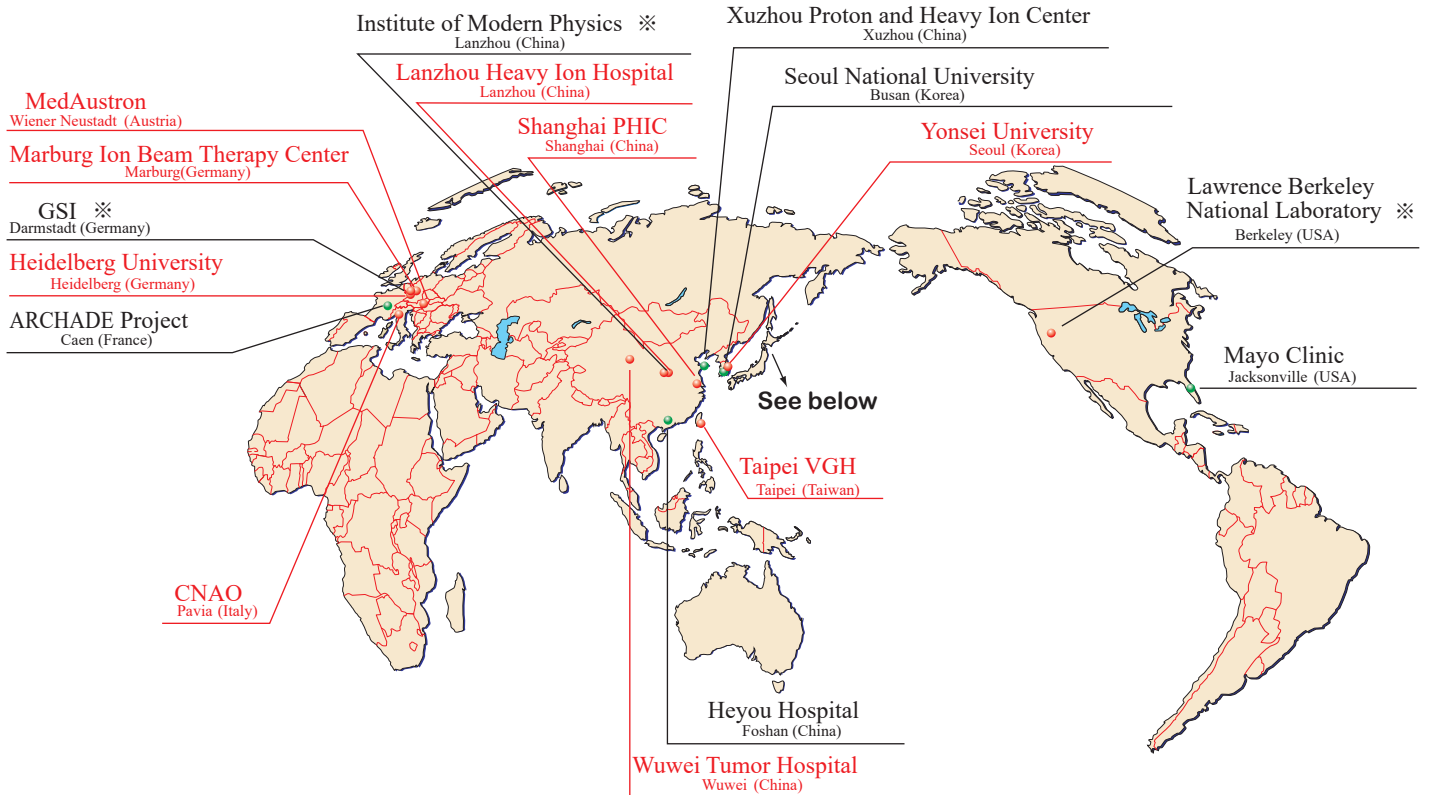 Institute of Modern Physics ※
Lanzhou (China)
Xuzhou Proton and Heavy Ion Center
Xuzhou (China)
Lanzhou Heavy Ion Hospital
Lanzhou (China)
Seoul National University
Busan (Korea)
MedAustron
Wiener Neustadt (Austria)
Shanghai PHIC
Shanghai (China)
Yonsei University
Seoul (Korea)
Marburg Ion Beam Therapy Center
Marburg(Germany)
Lawrence Berkeley
National Laboratory ※
Berkeley (USA)
GSI ※
Darmstadt (Germany)
Heidelberg University
Heidelberg (Germany)
ARCHADE Project
Caen (France)
Mayo Clinic
Jacksonville (USA)
See below
Taipei VGH
Taipei (Taiwan)
CNAO
Pavia (Italy)
Heyou Hospital
Foshan (China)
Wuwei Tumor Hospital
Wuwei (China)